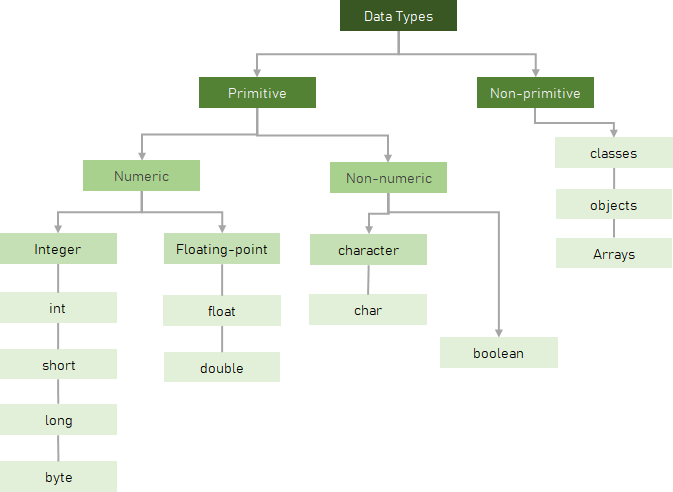 Data Types
Primitive
Non-primitive
classes
Numeric
Non-numeric
objects
Integer
Floating-point
character
Arrays
int
float
char
boolean
short
double
long
byte